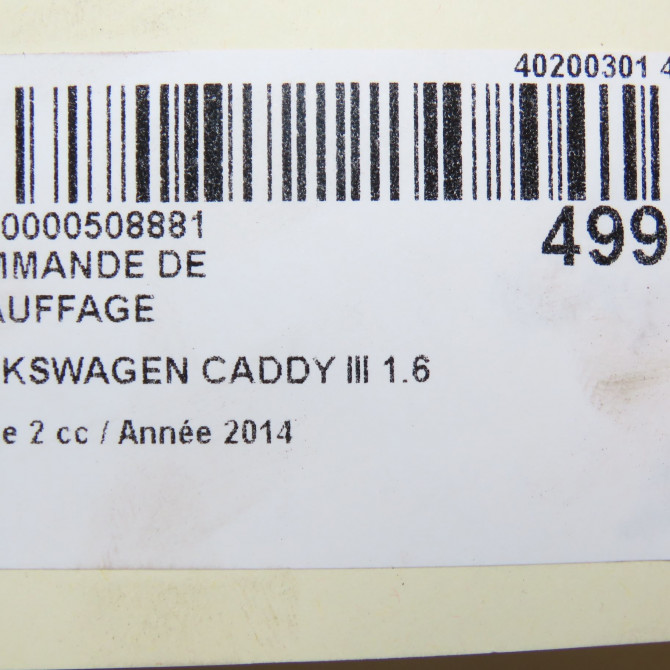 40200301 4
0000508881
499
MMANDE DE
AUFFAGE
KSWAGEN CADDY III 1.6
e 2 cc / Année 2014